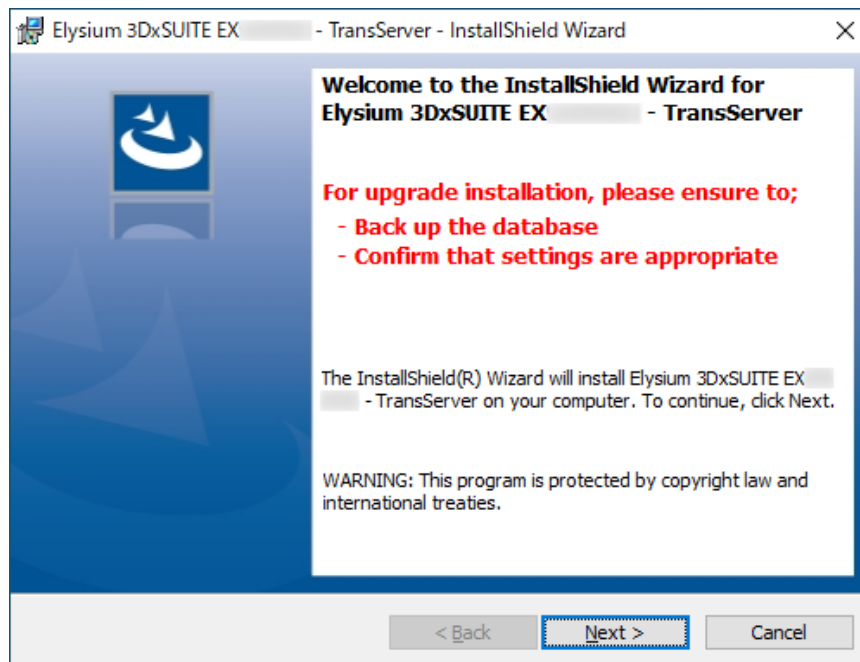 Elysium 3DxSUITE EX - TransServer - InstallShield Wizard
Welcome to the InstallShield Wizard for
Elysium 3DxSUITE EX - TransServer
For upgrade installation, please ensure to;
- Back up the database
- Confirm that settings are appropriate
The InstallShield(R) Wizard will install Elysium 3DxSUITE EX
- TransServer on your computer. To continue, click Next.
WARNING: This program is protected by copyright law and
international treaties.
< Back
Next >
Cancel